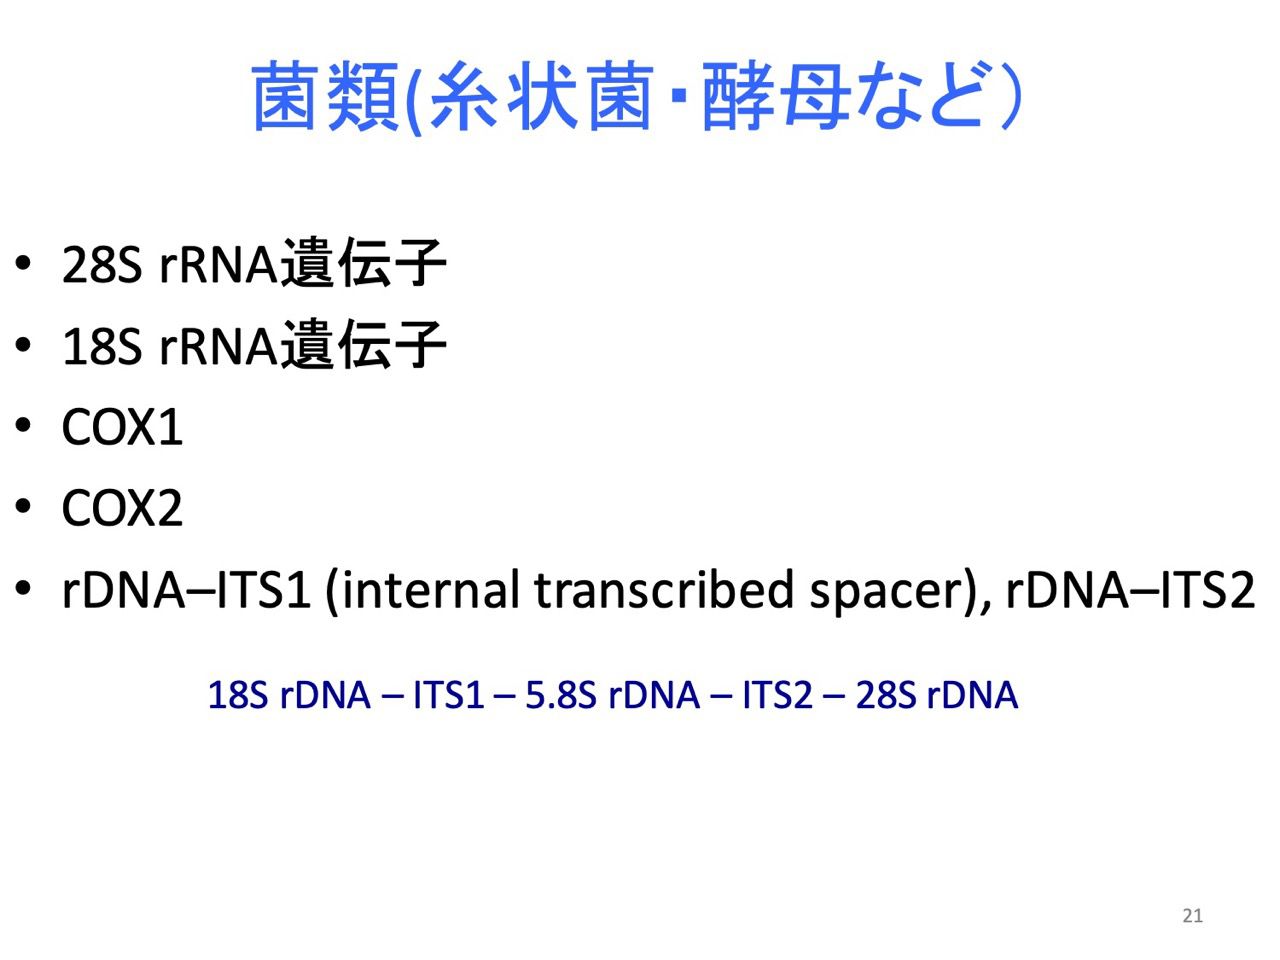 菌類(糸状菌・酵母など）
• 28S rRNA遺伝子
• 18S rRNA遺伝子
• COX1
• COX2
• rDNA–ITS1 (internal transcribed spacer), rDNA–ITS2
18S rDNA – ITS1 – 5.8S rDNA – ITS2 – 28S rDNA
21